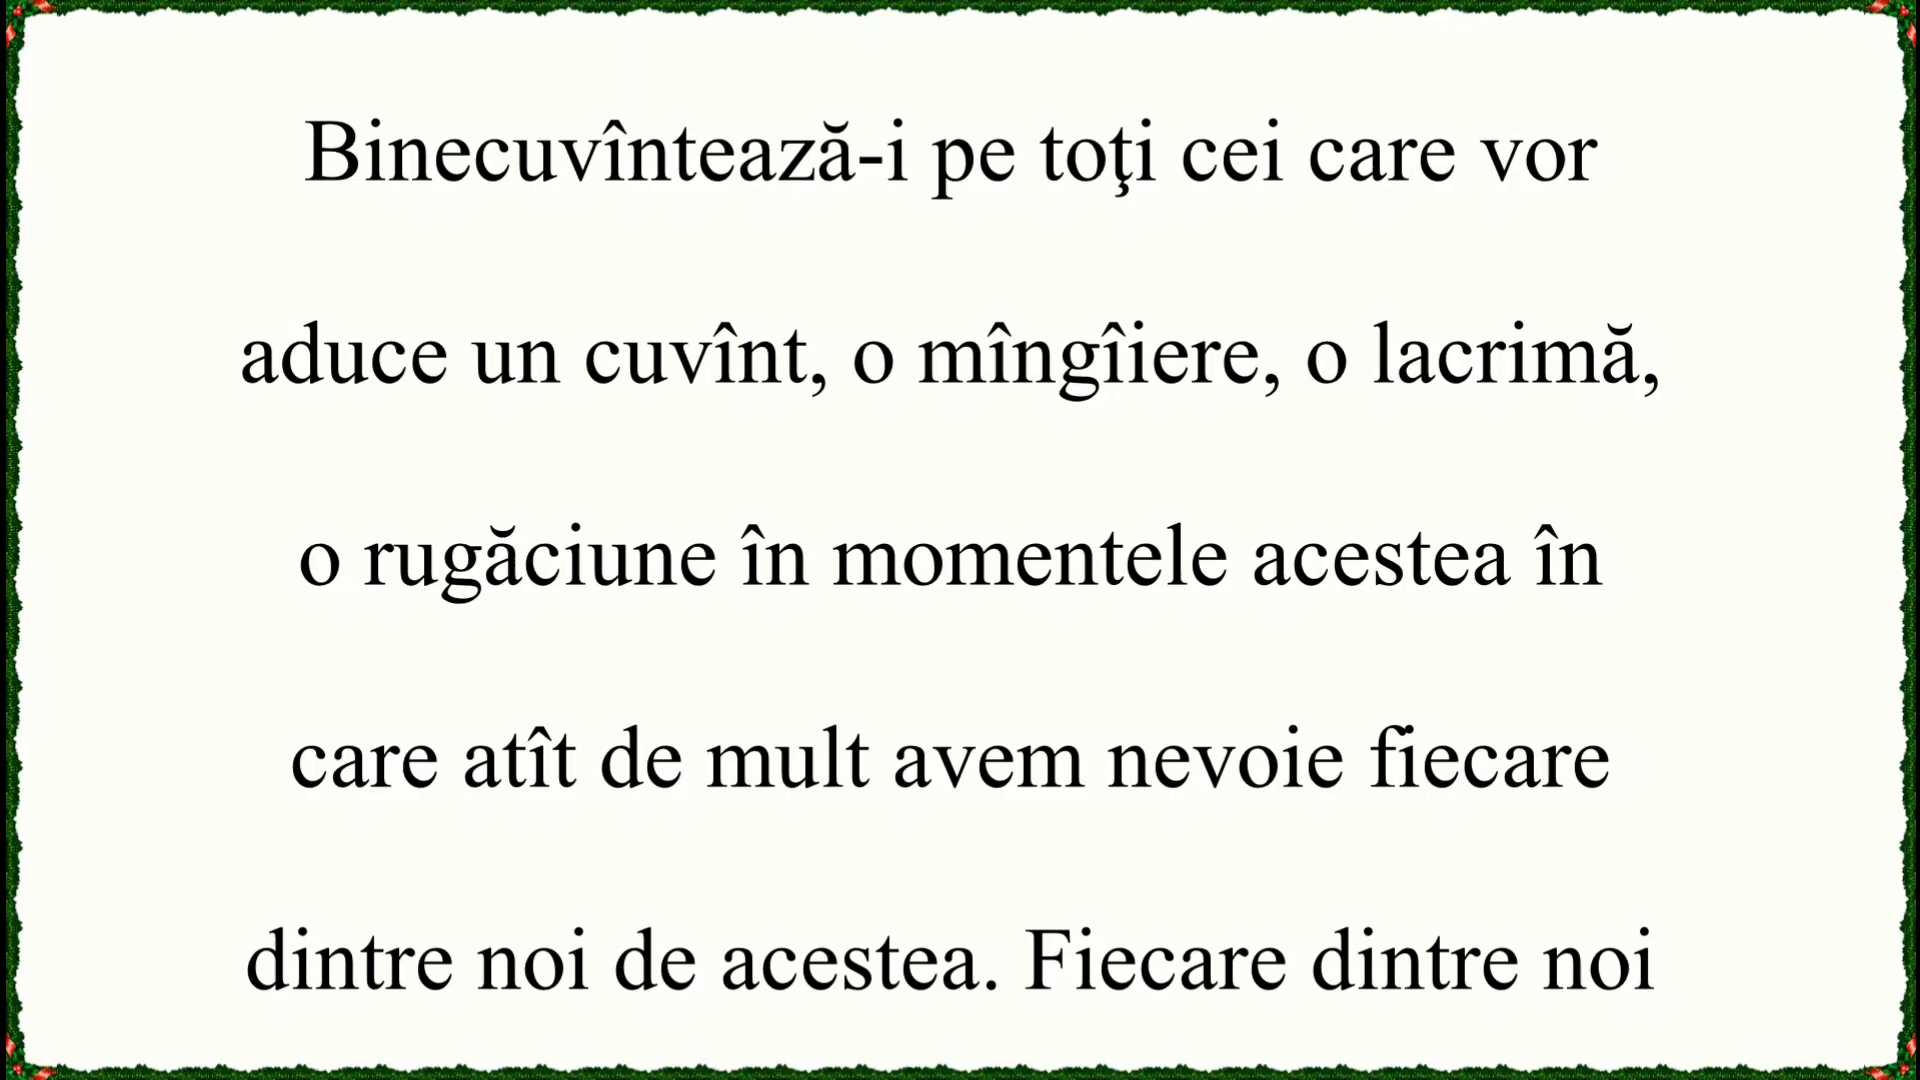 Binecuvîntează-i pe toţi cei care vor
aduce un cuvînt, o mîngîiere, o lacrimă,
o rugăciune în momentele acestea în
care atît de mult avem nevoie fiecare
dintre noi de acestea. Fiecare dintre noi